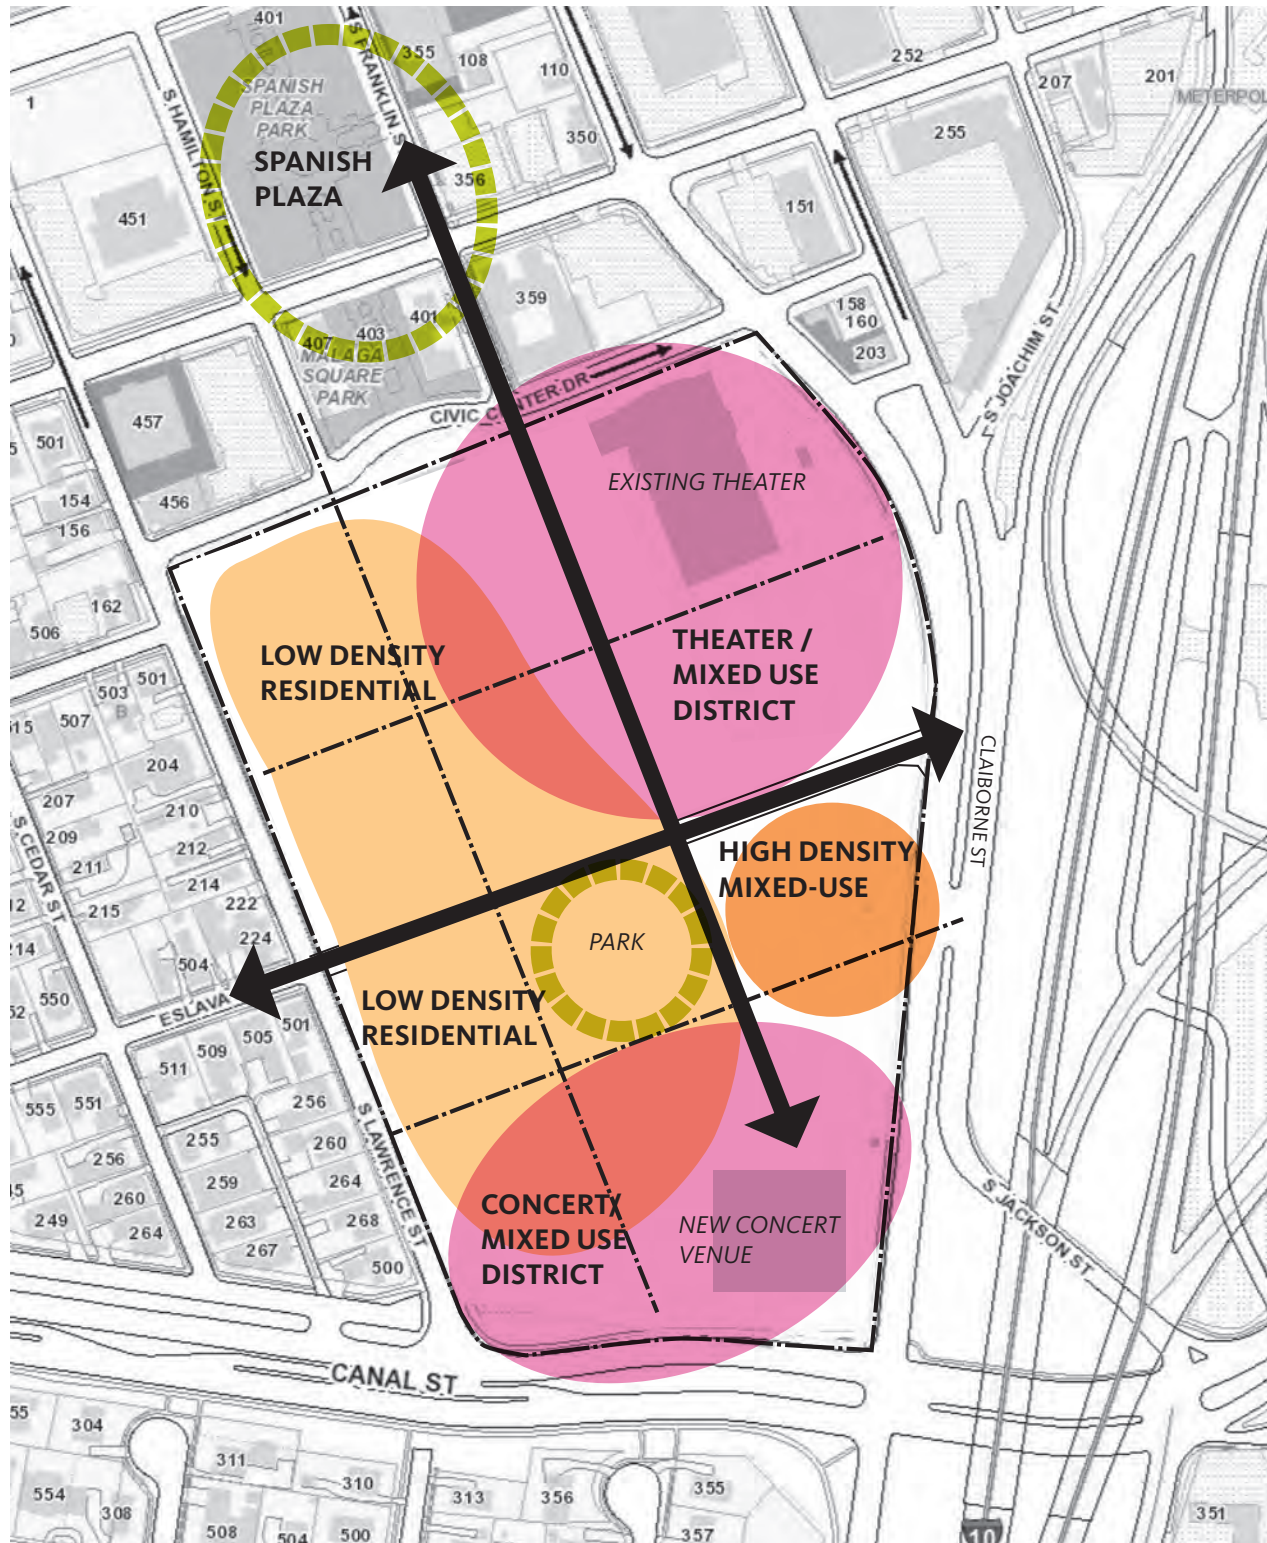 401
355
108
110
252
207
201
METERPOL
1
S HAMILTON ST
SPANISH
PLAZA
PARK
S FRANKLIN S
SPANISH
PLAZA
356
350
255
451
151
359
158
160
203
407
403
401
MALAGA
SQUARE
PARK
CIVIC CENTER DR
S JOACHIM ST
457
501
154
156
456
EXISTING THEATER
162
506
LOW DENSITY
RESIDENTIAL
THEATER /
MIXED USE
DISTRICT
503
B
501
507
204
207
210
209
212
211
214
215
222
224
504
550
S CEDAR ST
ESLAVA
CLAIBORNE ST
HIGH DENSITY
MIXED-USE
PARK
LOW DENSITY
RESIDENTIAL
501
505
509
511
256
551
555
255
260
256
259
264
260
263
268
249
264
267
500
S LAWRENCE ST
CONCERT/
MIXED USE
DISTRICT
NEW CONCERT
VENUE
S JACKSON ST
CANAL ST
304
311
310
313
356
355
554
308
508
504
500
357
351
10